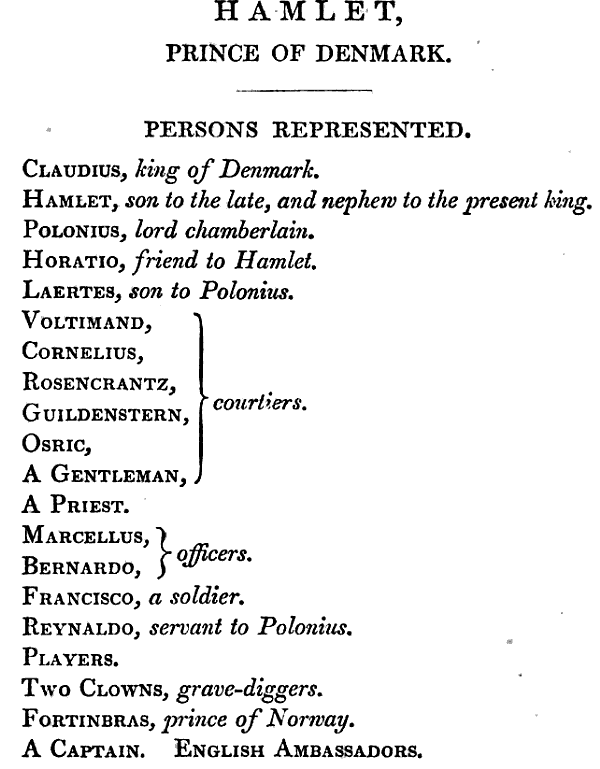 HAMLET,
PRINCE OF DENMARK.
PERSONS REPRESENTED.
CLAUDIUS, king of Denmark.
HAMLET, son to the late, and nephew to the present king.
POLONIUS, lord chamberlain.
HORATIO, friend to Hamlet.
LAERTES, son to Polonius.
VOLTIMAND,
CORNELIUS,
ROSENCRANTZ,
GUILDENSTERN,
OSRIC,
A GENTLEMAN,
courtiers.
A PRIEST.
MARCELLUS,
BERNARDO,
officers.
FRANCISCO, a soldier.
REYNALDO, servant to Polonius.
PLAYERS.
TWO CLOWNS, grave-diggers.
FORTINBRAS, prince of Norway.
A CAPTAIN. ENGLISH AMBASSADORS.